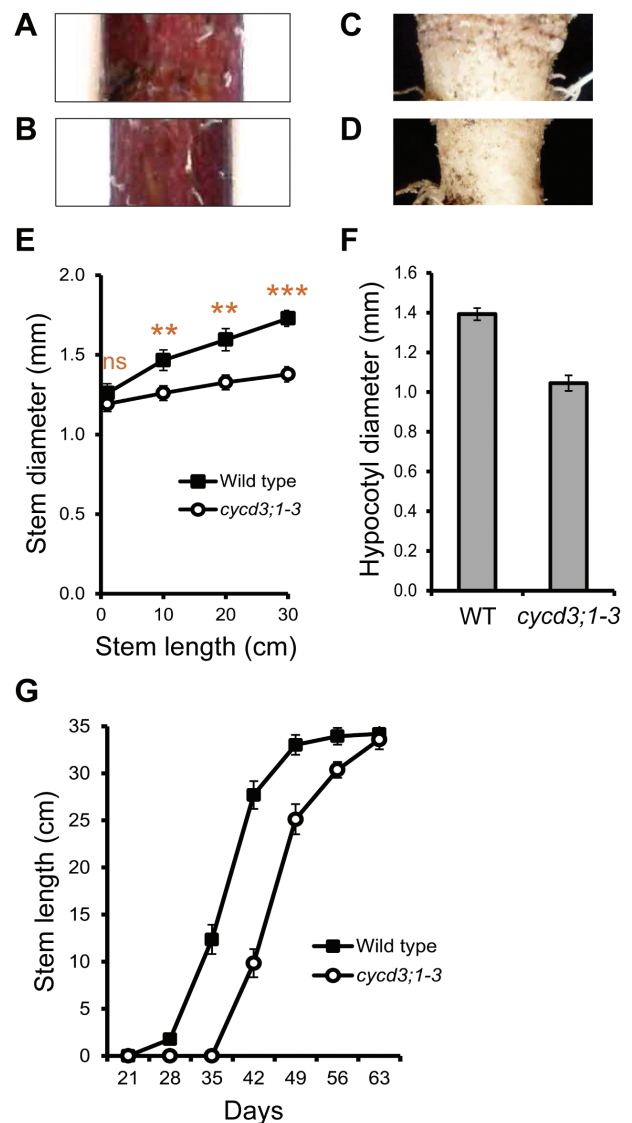 A
C
B
D
E
F
Stem diameter (mm)
2.0
1.5
1.0
0.5
0.0
ns
**
**
***
Wild type
cycd3;1-3
0 10 20 30
Stem length (cm)
Hypocotyl diameter (mm)
1.6
1.4
1.2
1.0
0.8
0.6
0.4
0.2
0.0
WT cycd3;1-3
G
Stem length (cm)
35
30
25
20
15
10
5
0
Wild type
cycd3;1-3
21 28 35 42 49 56 63
Days